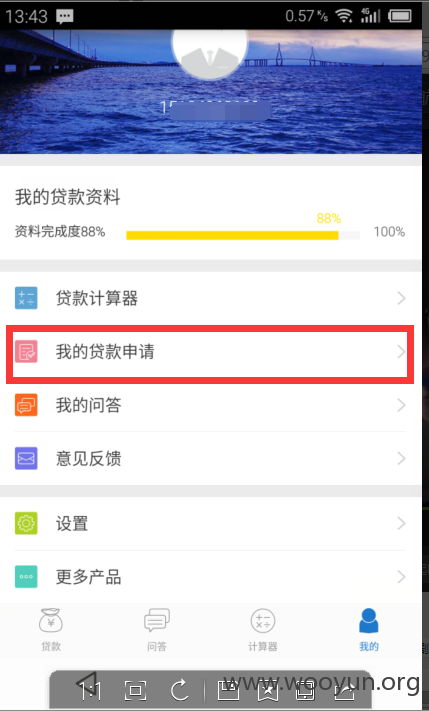 13:43
0.57 K/s 4G
我的贷款资料
88%
资料完成度88% 100%
贷款计算器
我的贷款申请
我的问答
意见反馈
设置
更多产品
贷款 问答 计算器 我的
1:1
www.wooyun.org